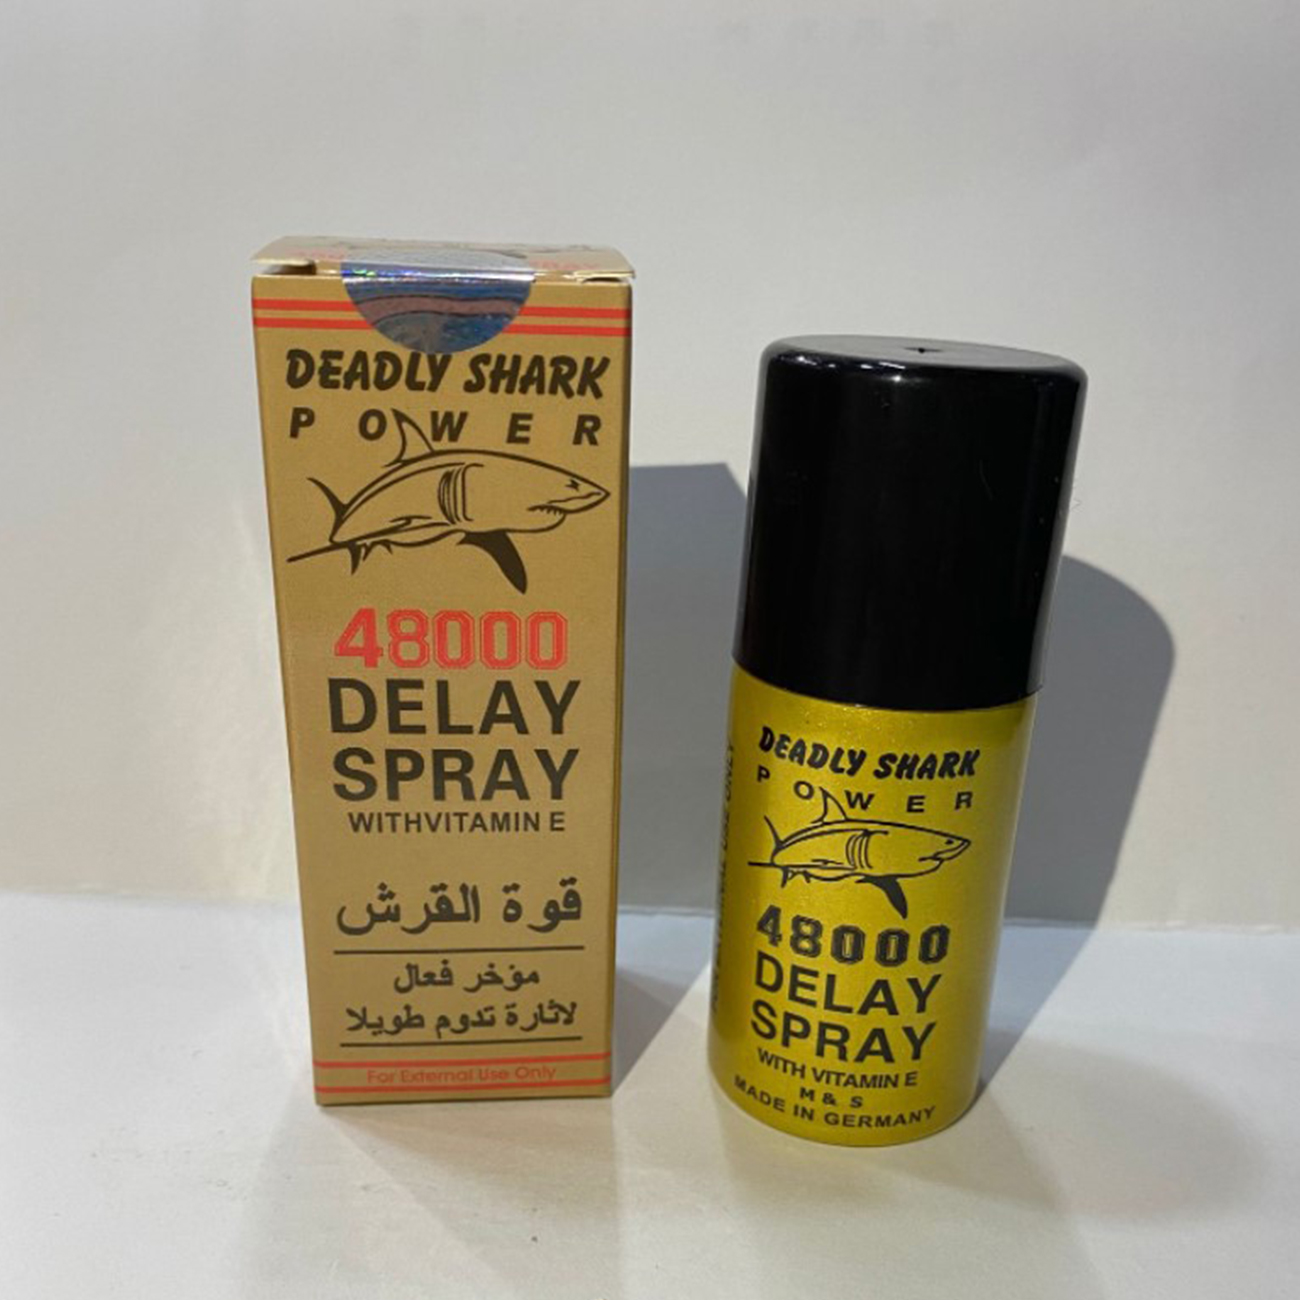 DEADLY SHARK
POWER
48000
DELAY
SPRAY
WITHVITAMIN E
قوة القرش
مؤخر فعال
لاثارة تدوم طويلا
For External Use Only
DEADLY SHARK
POWER
48000
DELAY
SPRAY
WITH VITAMIN E
M & S
MADE IN GERMANY